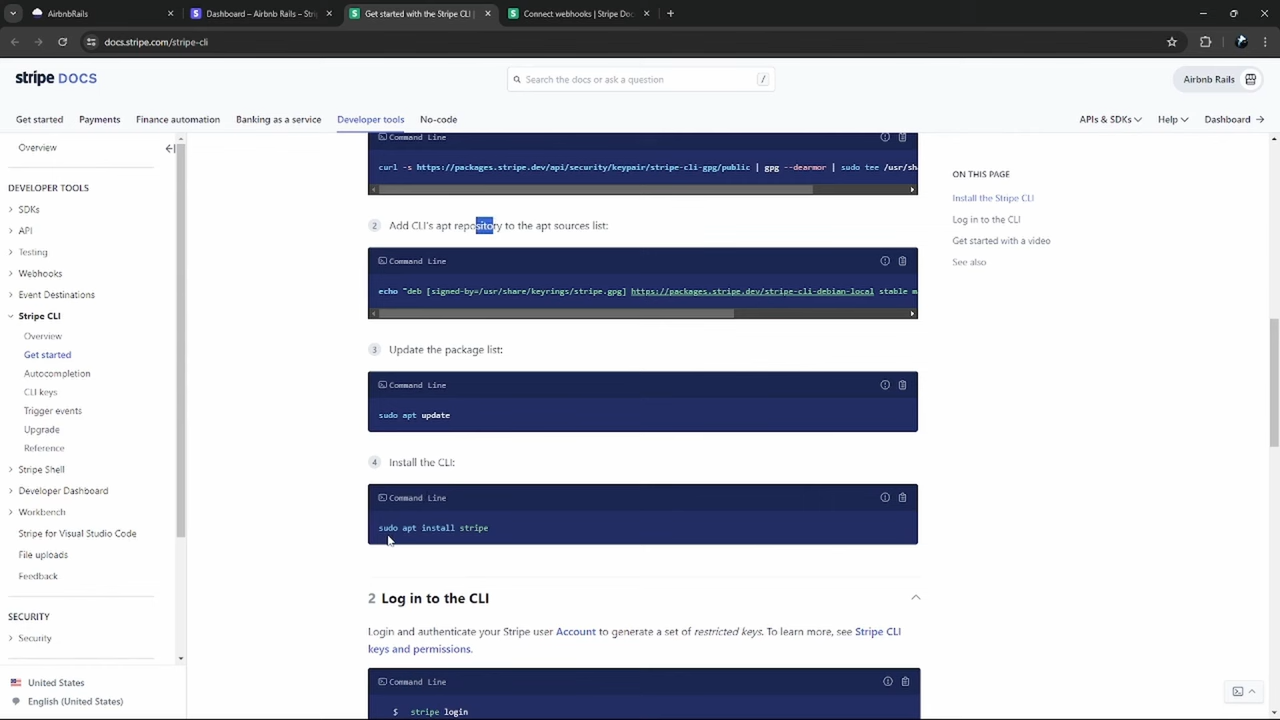 AirbnbRails
Dashboard – Airbnb Rails – Str
Get started with the Stripe CLI
Connect webhooks | Stripe Doc
docs.stripe.com/stripe-cli
stripe DOCS
Search the docs or ask a question
/
Airbnb Rails
Get started
Payments
Finance automation
Banking as a service
Developer tools
No-code
APIs & SDKs
Help
Dashboard
Overview
DEVELOPER TOOLS
SDKs
API
Testing
Webhooks
Event Destinations
Stripe CLI
Overview
Get started
Autocompletion
CLI keys
Trigger events
Upgrade
Reference
Stripe Shell
Developer Dashboard
Workbench
Stripe for Visual Studio Code
File uploads
Feedback
SECURITY
Security
United States
English (United States)
Command Line
curl -s https://packages.stripe.dev/api/security/keypair/stripe-cli-gpg/public | gpg --dearmor | sudo tee /usr/sha
2 Add CLI's apt repository to the apt sources list:
Command Line
echo "deb [signed-by=/usr/share/keyrings/stripe.gpg] https://packages.stripe.dev/stripe-cli-debian-local stable m
3 Update the package list:
Command Line
sudo apt update
4 Install the CLI:
Command Line
sudo apt install stripe
2 Log in to the CLI
Login and authenticate your Stripe user Account to generate a set of restricted keys. To learn more, see Stripe CLI
keys and permissions.
Command Line
$ stripe login
ON THIS PAGE
Install the Stripe CLI
Log in to the CLI
Get started with a video
See also